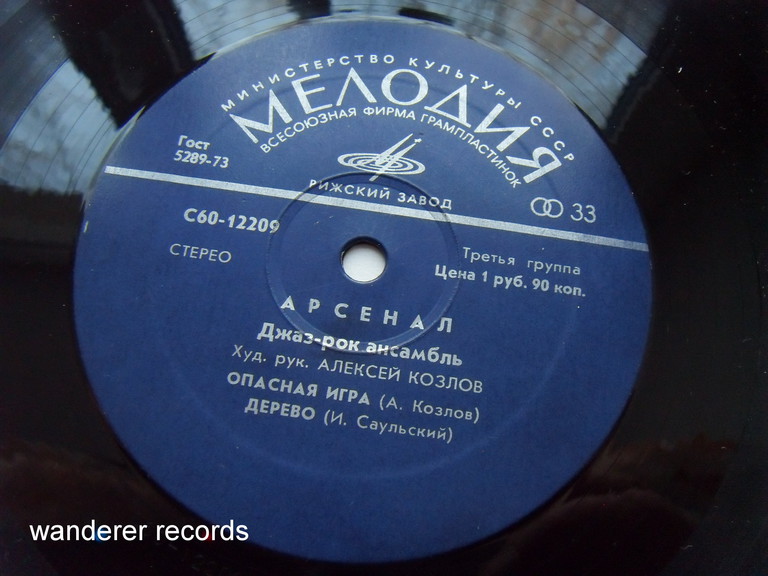 МИНИСТЕРСТВО КУЛЬТУРЫ СССР
МЕЛОДИЯ
ВСЕСОЮЗНАЯ ФИРМА ГРАМПЛАСТИНОК
Гост
5289-73
РИЖСКИЙ ЗАВОД
33
С60-12209
СТЕРЕО
Третья группа
Цена 1 руб. 90 коп.
АРСЕНАЛ
Джаз-рок ансамбль
Худ. рук. АЛЕКСЕЙ КОЗЛОВ
ОПАСНАЯ ИГРА (А. Козлов)
ДЕРЕВО (И. Саульский)
wanderer records